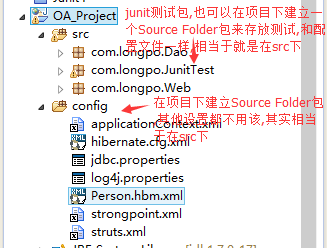 OA_Project
junit测试包,也可以在项目下建立一
个Source Folder包来存放测试,和配
置文件一样,相当于就是在src下
src
com.longpo.Dao
com.longpo.JunitTest
com.longpo.Web
config
在项目下建立Source Folder包
,其他设置都不用该,其实相当
于在src下
applicationContext.xml
hibernate.cfg.xml
jdbc.properties
log4j.properties
Person.hbm.xml
strongpoint.xml
struts.xml